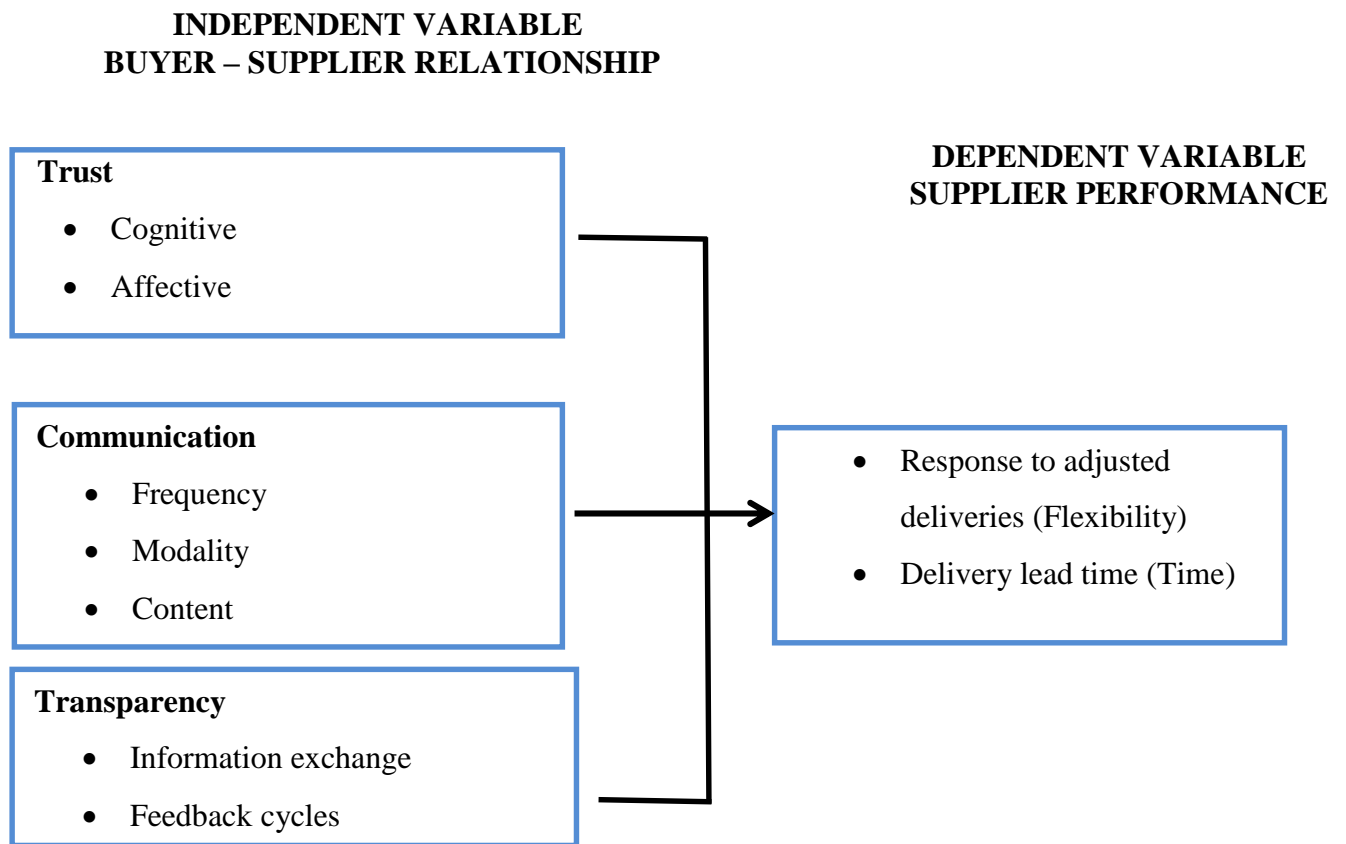 INDEPENDENT VARIABLE
BUYER – SUPPLIER RELATIONSHIP
DEPENDENT VARIABLE
SUPPLIER PERFORMANCE
Trust
• Cognitive
• Affective
Communication
• Frequency
• Modality
• Content
• Response to adjusted
deliveries (Flexibility)
• Delivery lead time (Time)
Transparency
• Information exchange
• Feedback cycles